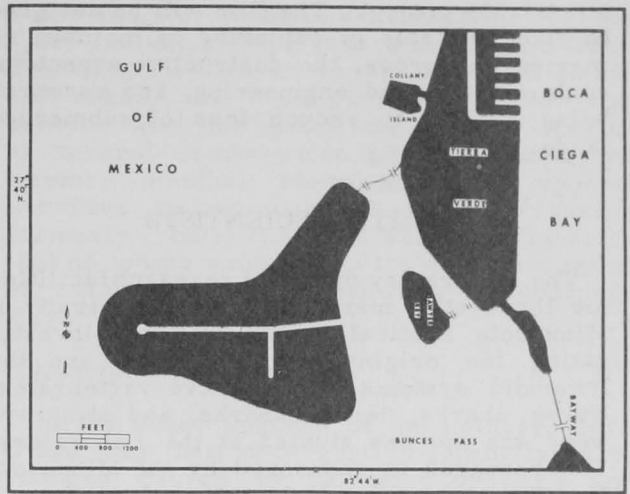 GULF
OF
MEXICO
COLLANY
ISLAND
BOCA
CIEGA
BAY
TIERRA
VERDE
27°
40'
N.
N
FEET
0 400 800 1200
BUNCES PASS
BAYWAY
82°44'W.